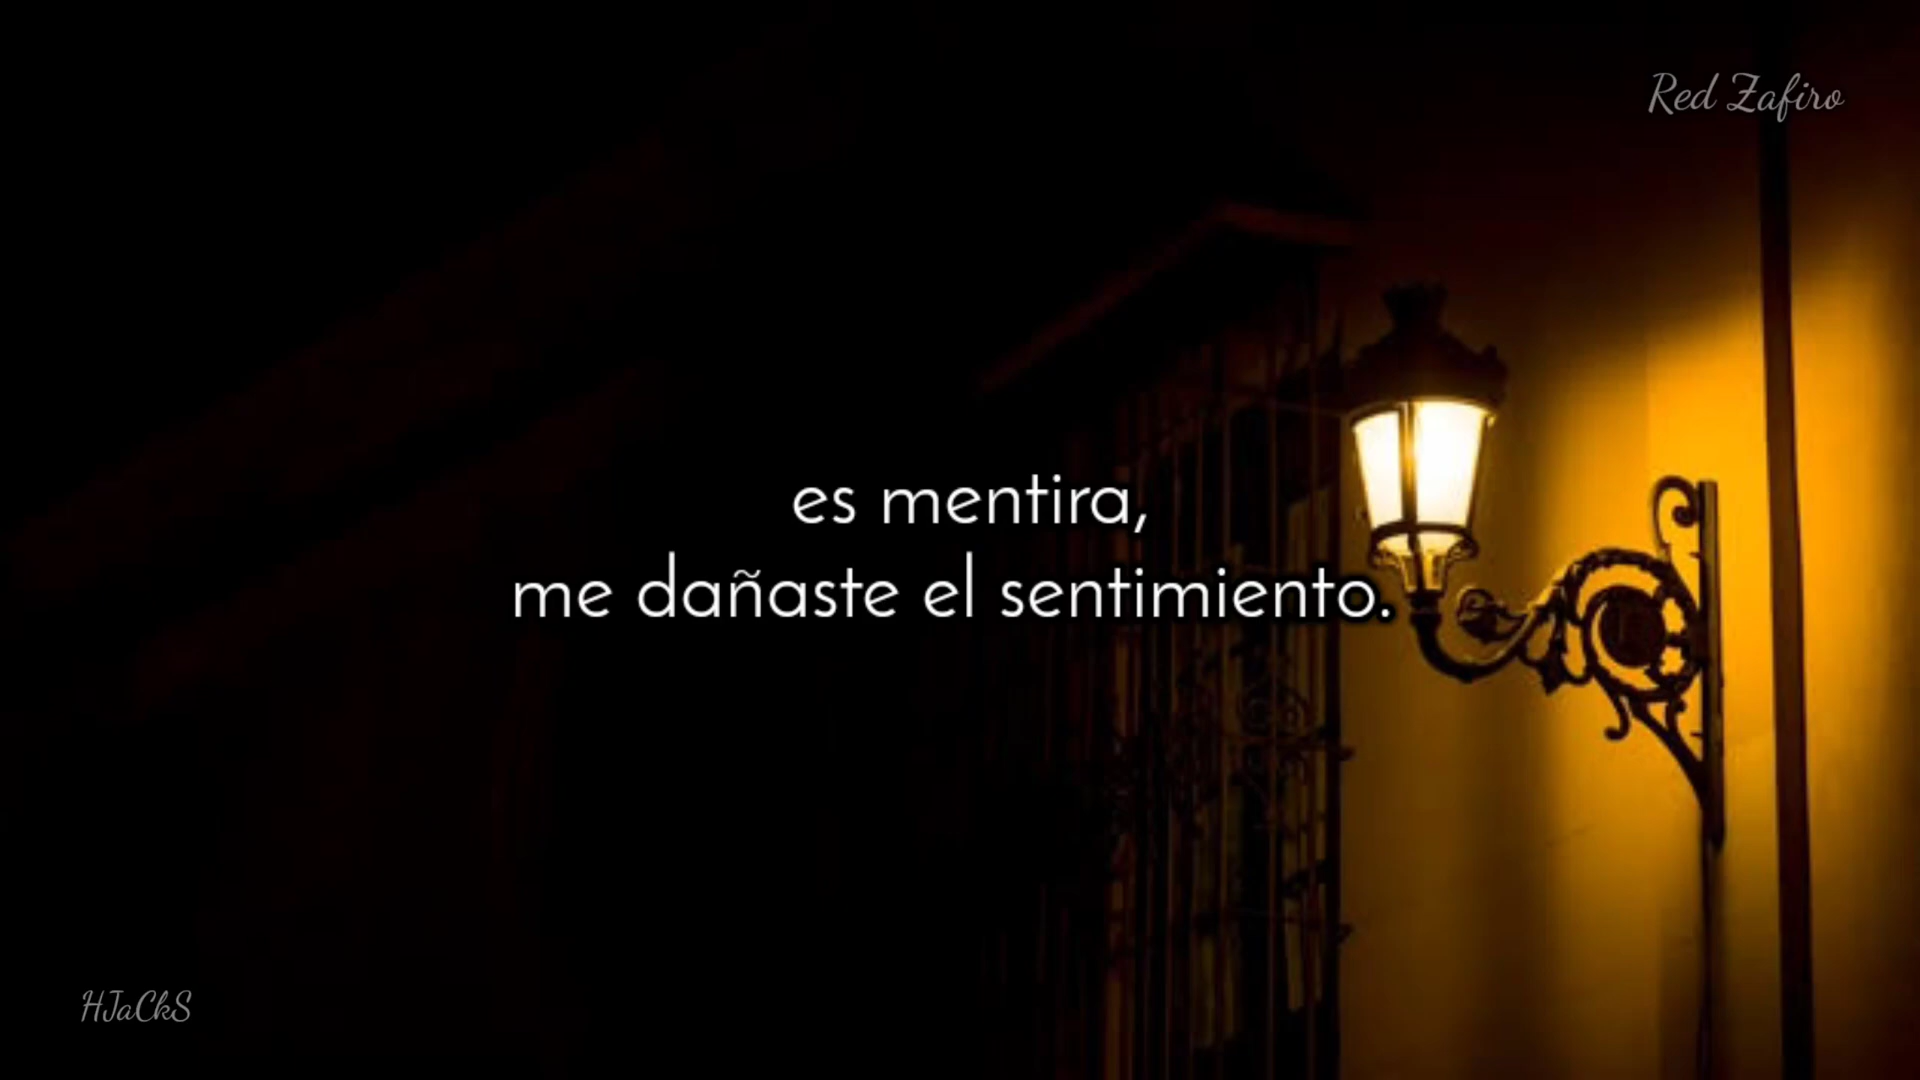 Red Zafiro
es mentira,
me dañaste el sentimiento.
HJaCkS